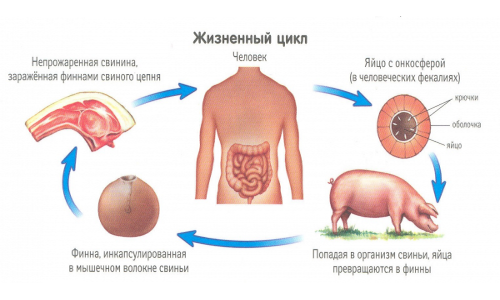 Жизненный цикл
Непрожаренная свинина,
заражённая финнами свиного цепня
Человек
Яйцо с онкосферой
(в человеческих фекалиях)
крючки
оболочка
яйцо
Финна, инкапсулированная
в мышечном волокне свиньи
Попадая в организм свиньи, яйца
превращаются в финны